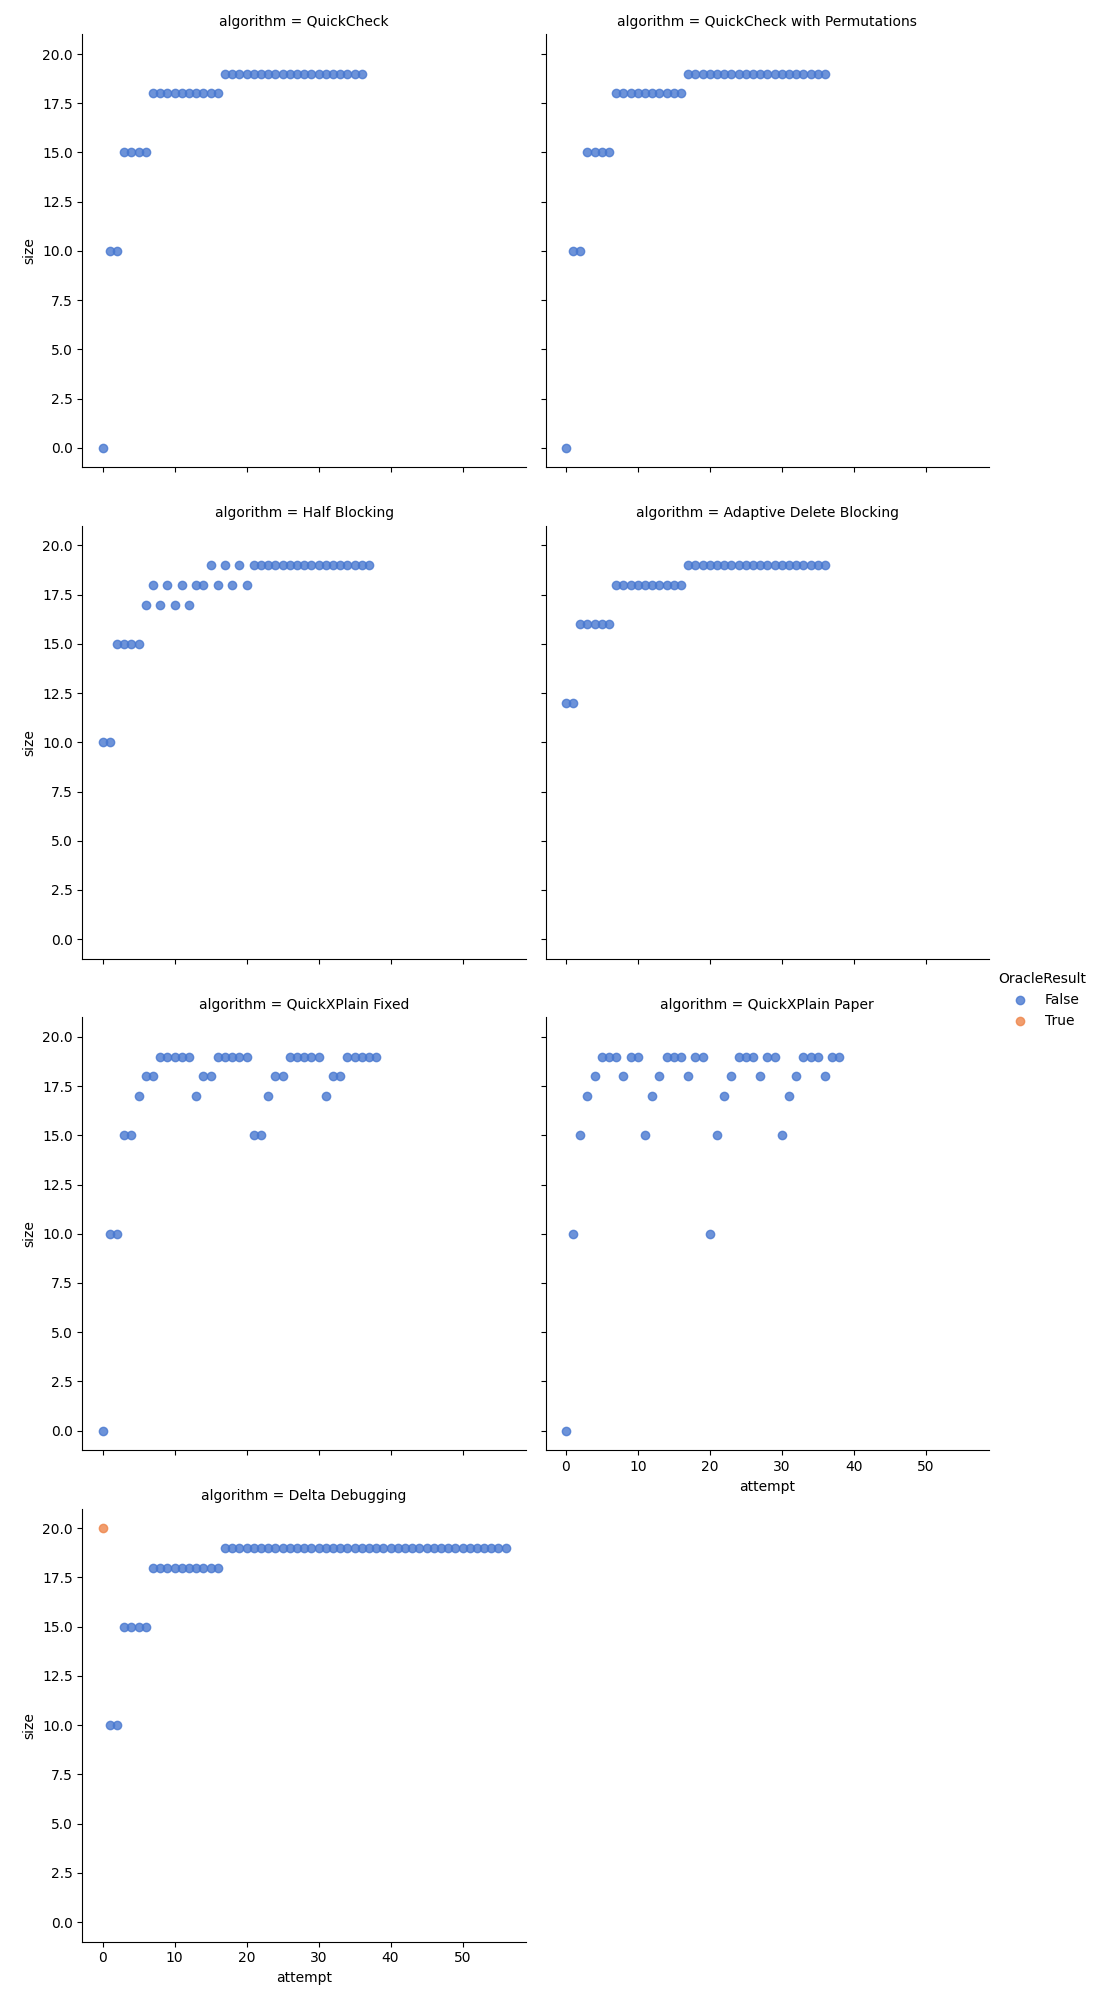 algorithm = QuickCheck
algorithm = QuickCheck with Permutations
20.0
17.5
15.0
12.5
10.0
7.5
5.0
2.5
0.0
size
algorithm = Half Blocking
algorithm = Adaptive Delete Blocking
20.0
17.5
15.0
12.5
10.0
7.5
5.0
2.5
0.0
size
OracleResult
False
True
algorithm = QuickXPlain Fixed
algorithm = QuickXPlain Paper
20.0
17.5
15.0
12.5
10.0
7.5
5.0
2.5
0.0
size
0 10 20 30 40 50
attempt
algorithm = Delta Debugging
20.0
17.5
15.0
12.5
10.0
7.5
5.0
2.5
0.0
size
0 10 20 30 40 50
attempt